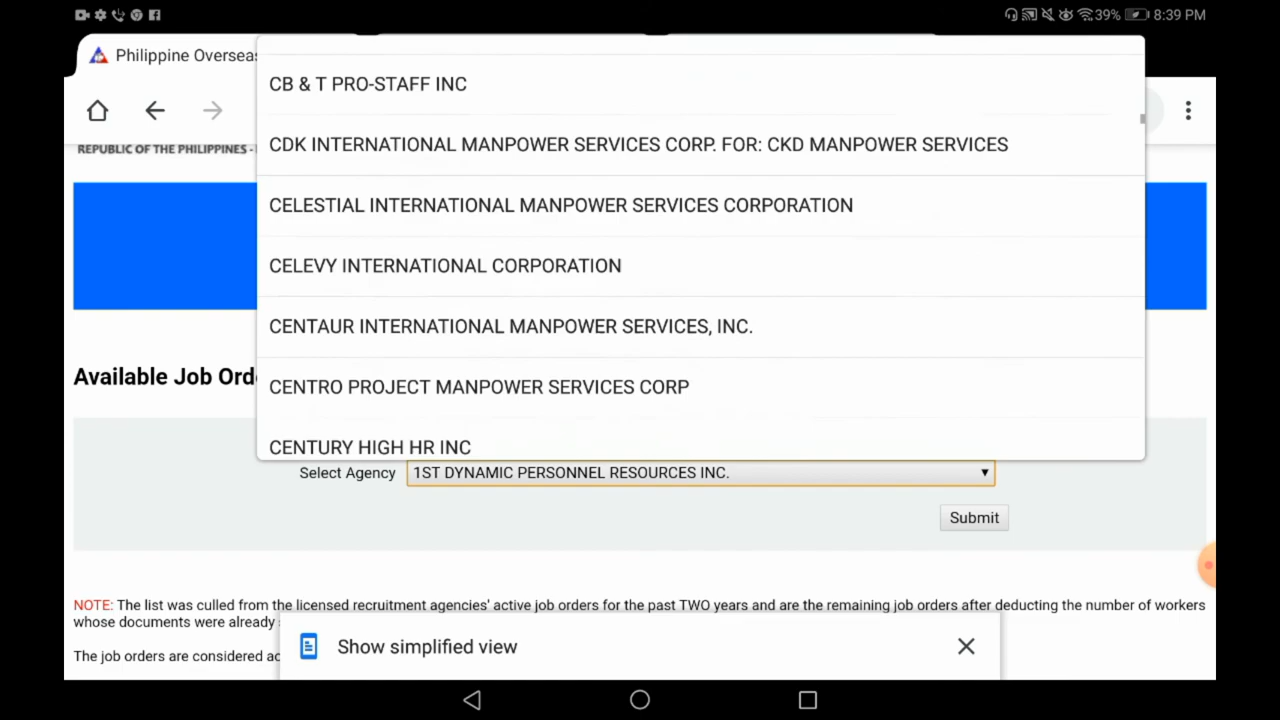 39% 8:39 PM
Philippine Overseas
CB & T PRO-STAFF INC
CDK INTERNATIONAL MANPOWER SERVICES CORP. FOR: CKD MANPOWER SERVICES
REPUBLIC OF THE PHILIPPINES -
CELESTIAL INTERNATIONAL MANPOWER SERVICES CORPORATION
CELEVY INTERNATIONAL CORPORATION
CENTAUR INTERNATIONAL MANPOWER SERVICES, INC.
Available Job Ord
CENTRO PROJECT MANPOWER SERVICES CORP
CENTURY HIGH HR INC
Select Agency 1ST DYNAMIC PERSONNEL RESOURCES INC.
Submit
NOTE: The list was culled from the licensed recruitment agencies' active job orders for the past TWO years and are the remaining job orders after deducting the number of workers
whose documents were already
Show simplified view
The job orders are considered ac